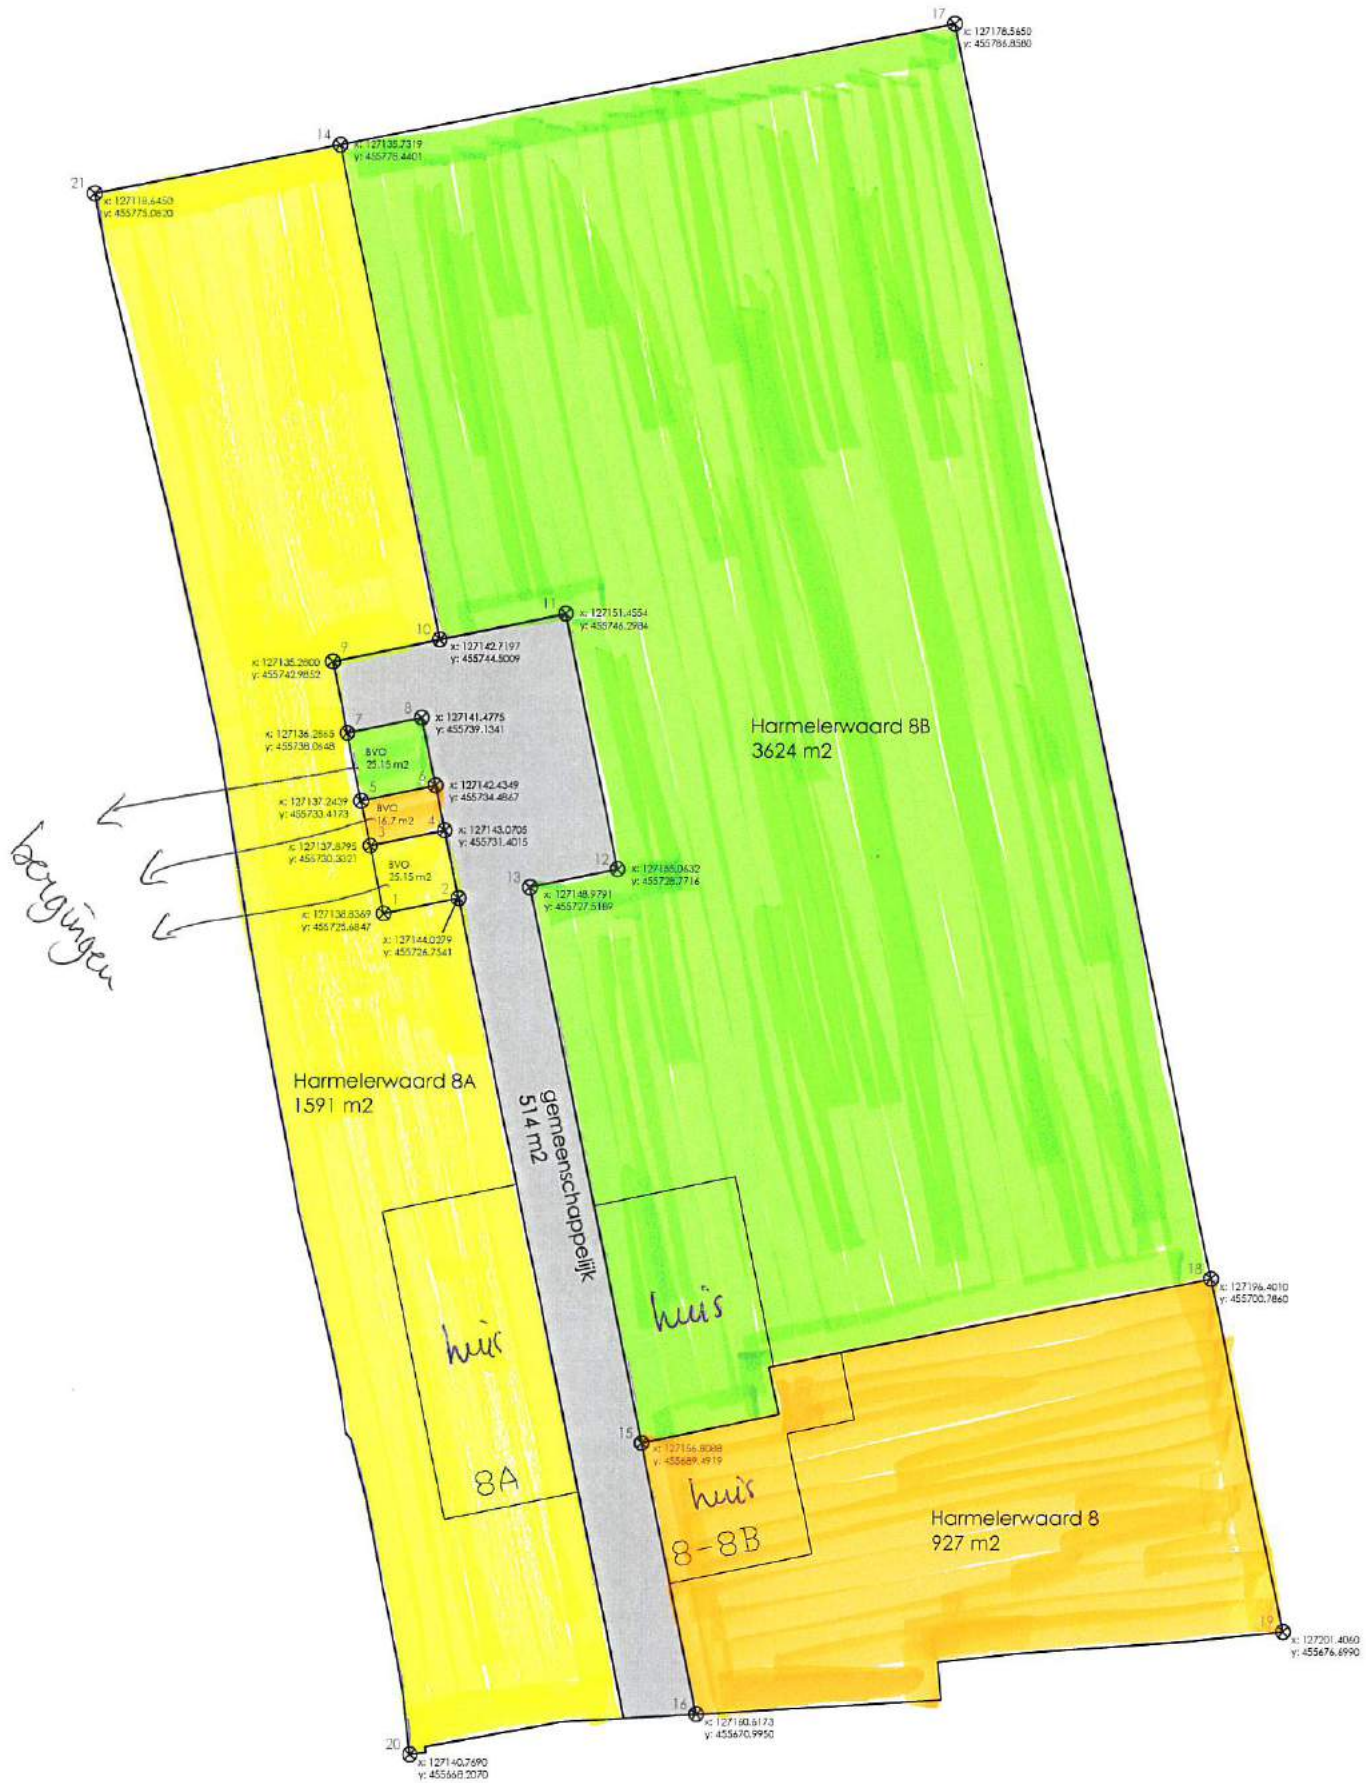 17
x: 127178.5650
y: 455786.8580
14
x: 127135.7319
y: 455778.4401
21
x: 127118.6450
y: 455775.0820
11
x: 127151.4554
y: 455746.2984
10
x: 127142.7197
y: 455744.5009
9
x: 127135.2800
y: 455742.9852
8
x: 127141.4775
y: 455739.1341
7
x: 127136.2865
y: 455738.0648
Harmelerwaard 8B
3624 m2
BVO
25.15 m2
6
x: 127142.4349
y: 455734.4867
5
x: 127137.2439
y: 455733.4173
BVO
16.7 m2
4
x: 127143.0705
y: 455731.4015
3
x: 127137.8795
y: 455730.3321
bergingen
BVO
25.15 m2
12
x: 127155.0632
y: 455728.7716
13
x: 127148.9791
y: 455727.5189
2
1
x: 127138.8369
y: 455725.6847
x: 127144.0279
y: 455726.7541
Harmelerwaard 8A
1591 m2
gemeenschappelijk
514 m2
18
x: 127196.4010
y: 455700.7860
huis
huis
15
x: 127156.8088
y: 455689.4919
8A
huis
8-8B
Harmelerwaard 8
927 m2
19
x: 127201.4060
y: 455676.6990
16
x: 127160.6173
y: 455670.9950
20
x: 127140.7690
y: 455668.2070